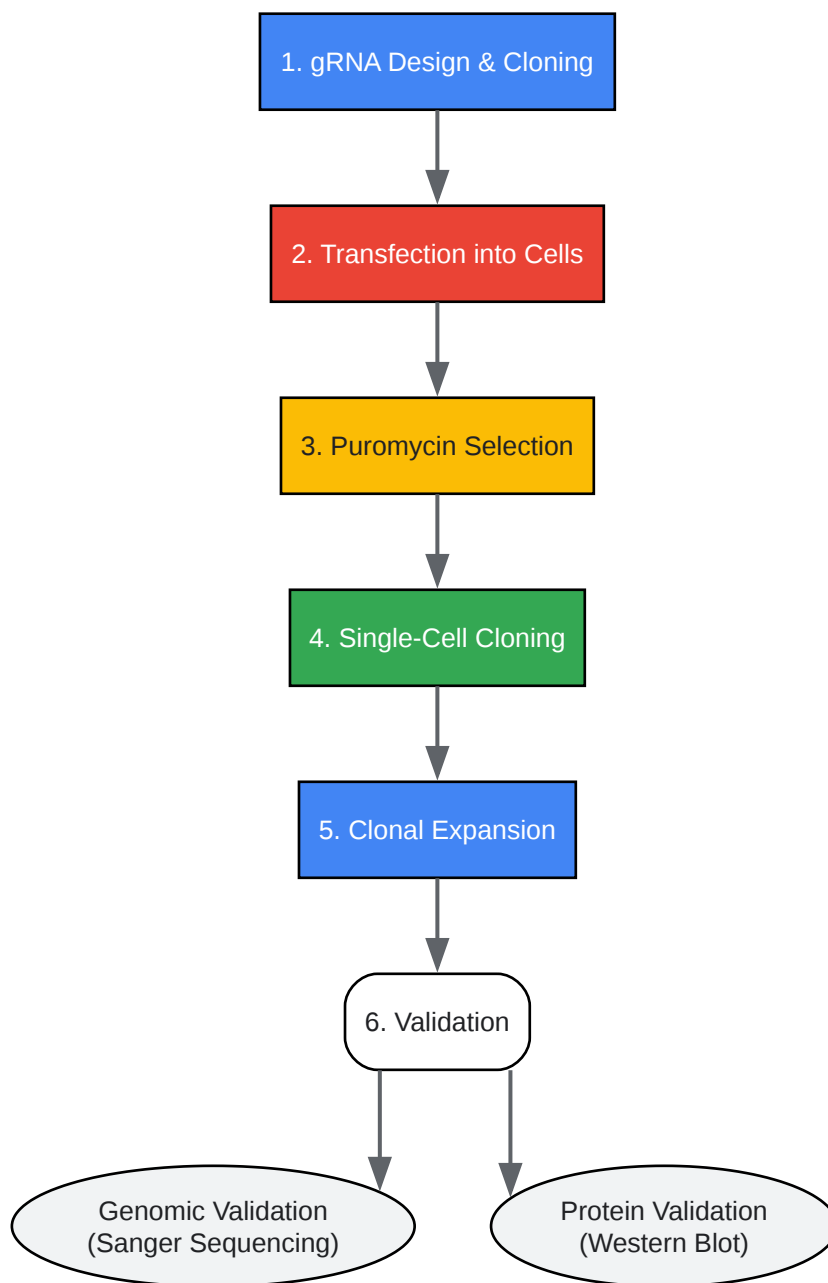 1. gRNA Design & Cloning
2. Transfection into Cells
3. Puromycin Selection
4. Single-Cell Cloning
5. Clonal Expansion
6. Validation
Genomic Validation
(Sanger Sequencing)
Protein Validation
(Western Blot)